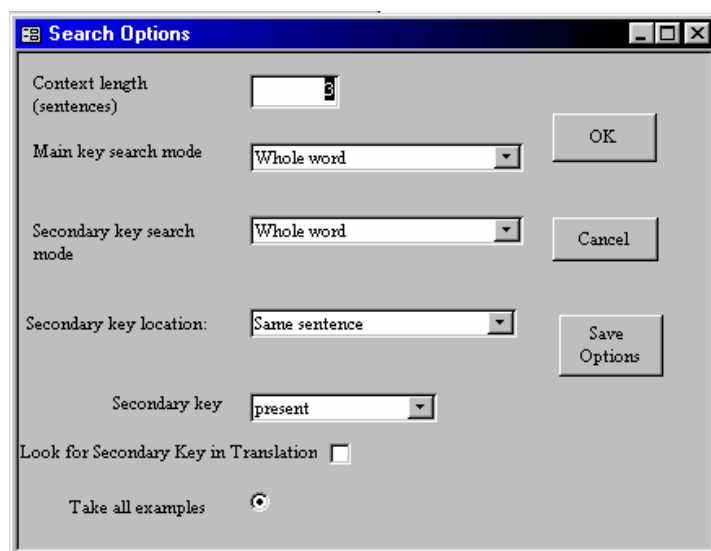 Search Options
Context length
(sentences)
3
Main key search mode
Whole word
OK
Secondary key search
mode
Whole word
Cancel
Secondary key location:
Same sentence
Save
Options
Secondary key
present
Look for Secondary Key in Translation
Take all examples